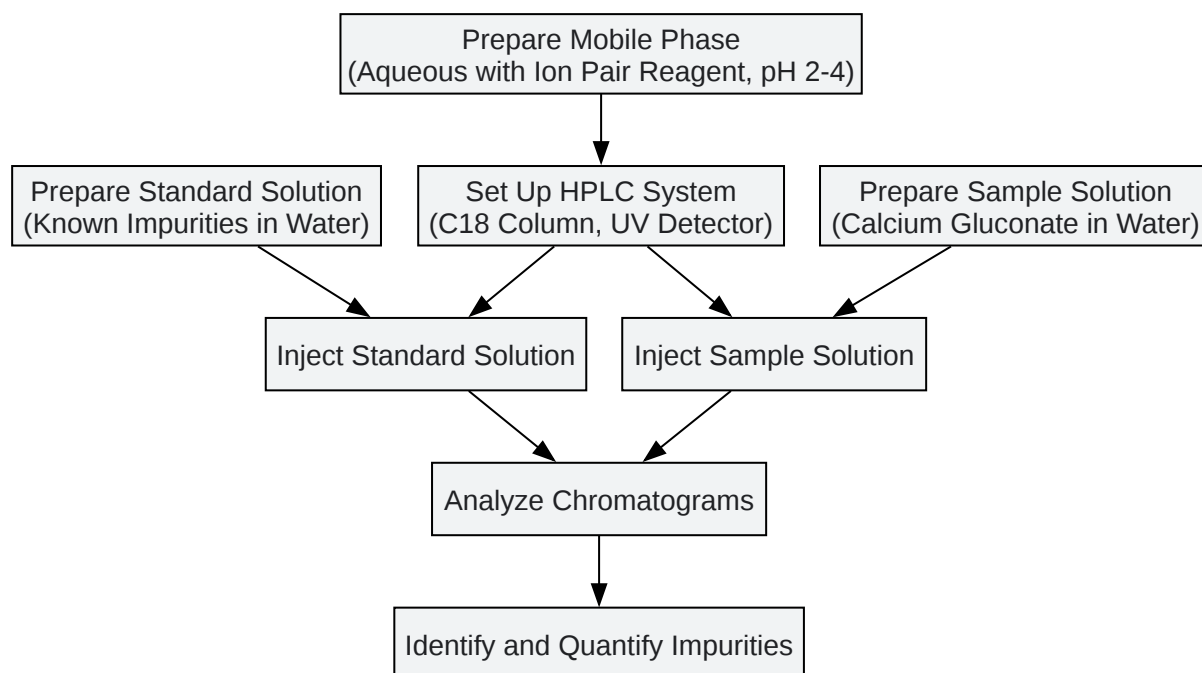 Prepare Mobile Phase
(Aqueous with Ion Pair Reagent, pH 2-4)
Prepare Standard Solution
(Known Impurities in Water)
Set Up HPLC System
(C18 Column, UV Detector)
Prepare Sample Solution
(Calcium Gluconate in Water)
Inject Standard Solution
Inject Sample Solution
Analyze Chromatograms
Identify and Quantify Impurities